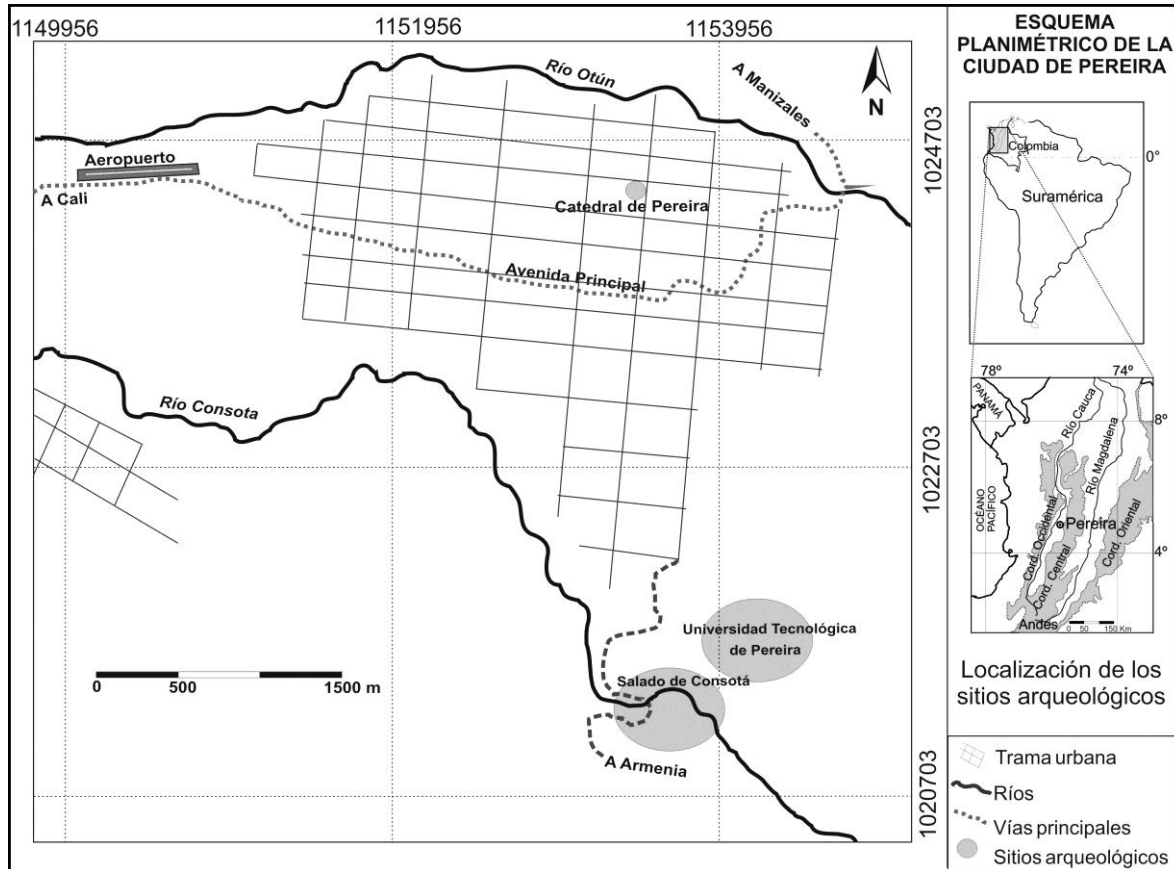 1149956
1151956
1153956
ESQUEMA
PLANIMÉTRICO DE LA
CIUDAD DE PEREIRA
Río Otún
A Manizales
N
1024703
Aeropuerto
A Cali
Catedral de Pereira
Avenida Principal
Río Consota
1022703
Universidad Tecnológica
de Pereira
Salado de Consotá
A Armenia
0 500 1500 m
1020703
Colombia
0°
Suramérica
78° 74°
PANAMÁ
Río Cauca
8°
Río Magdalena
OCÉANO
PACÍFICO
Pereira
Cord. Occidental
Cord. Central
Cord. Oriental
4°
Andes
0 50 150 Km
Localización de los
sitios arqueológicos
Trama urbana
Ríos
Vías principales
Sitios arqueológicos